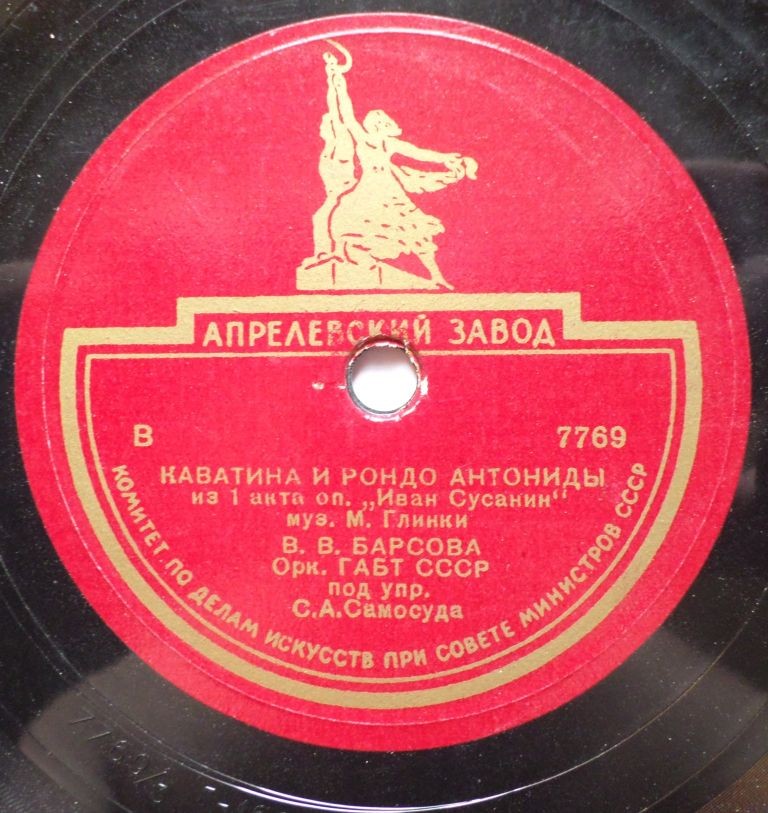 АПРЕЛЕВСКИЙ ЗАВОД
В 7769
КАВАТИНА И РОНДО АНТОНИДЫ
из 1 акта оп. „Иван Сусанин"
муз. М. Глинки
В. В. БАРСОВА
Орк. ГАБТ СССР
под упр.
С.А.Самосуда
КОМИТЕТ ПО ДЕЛАМ ИСКУССТВ ПРИ СОВЕТЕ МИНИСТРОВ СССР